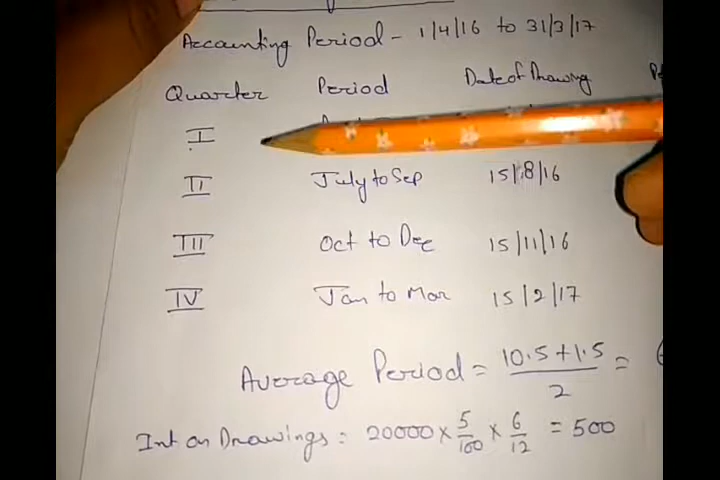 Accounting Period - 1/4/16 to 31/3/17
Quarter Period Date of Drawing
I
II July to Sep 15/8/16
III Oct to Dec 15/11/16
IV Jan to Mar 15/2/17
Average Period = 10.5 + 1.5 / 2 =
Int on Drawings = 20000 × 5/100 × 6/12 = 500